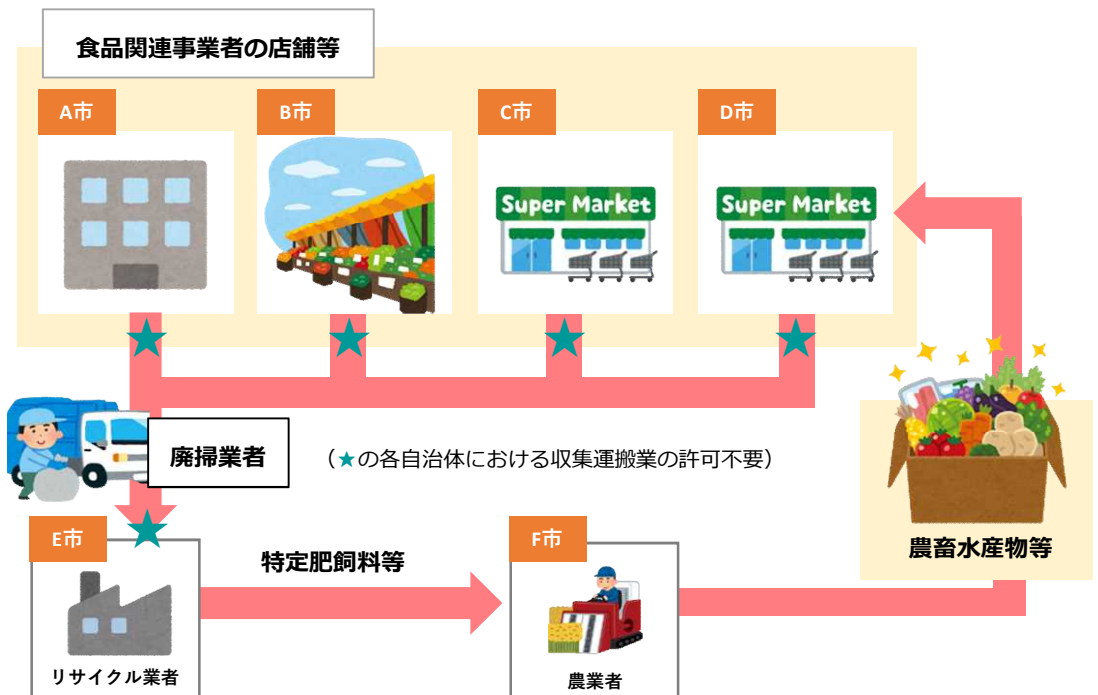 食品関連事業者の店舗等
A市
B市
C市
D市
Super Market
Super Market
廃掃業者
（★の各自治体における収集運搬業の許可不要）
E市
リサイクル業者
特定肥飼料等
F市
農業者
農畜水産物等